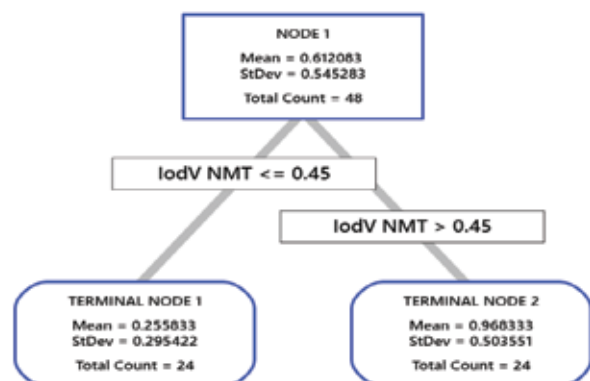 NODE 1
Mean = 0.612083
StDev = 0.545283
Total Count = 48
IodV NMT <= 0.45
IodV NMT > 0.45
TERMINAL NODE 1
Mean = 0.255833
StDev = 0.295422
Total Count = 24
TERMINAL NODE 2
Mean = 0.968333
StDev = 0.503551
Total Count = 24